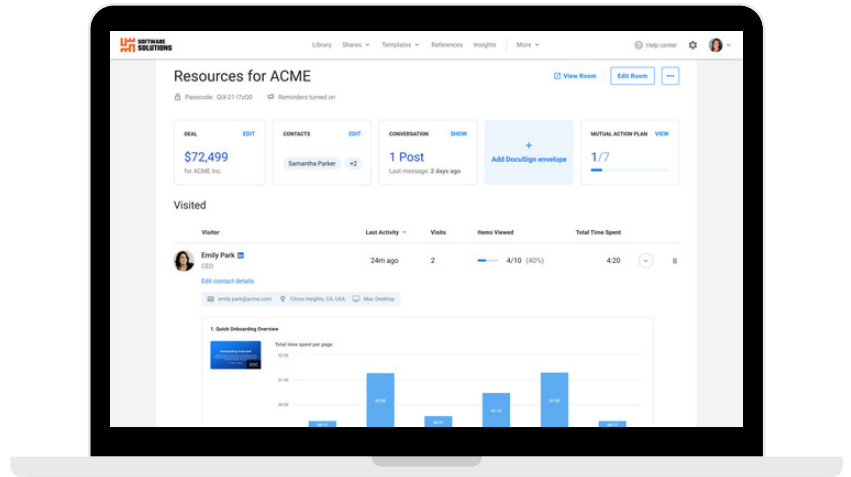 SOFTWARE
SOLUTIONS
Library Shares Templates References Insights More Help center
Resources for ACME
View Room Edit Room
Reminders turned on
Passcode:
DEAL EDIT CONTACTS EDIT CONVERSATION SHOW MUTUAL ACTION PLAN VIEW
$72,499 Samantha Parker +2 1 Post + Add DocuSign envelope 1/7
for ACME Inc. Last message: 2 days ago
Visited
Visitor Last Activity Visits Items Viewed Total Time Spent
Emily Park in 24m ago 2 4/10 (40%) 4:20
CEO
Edit contact details
emily.park@acme.com Citrus Heights, CA, USA Mac Desktop
1. Quick Onboarding Overview
Total time spent per page